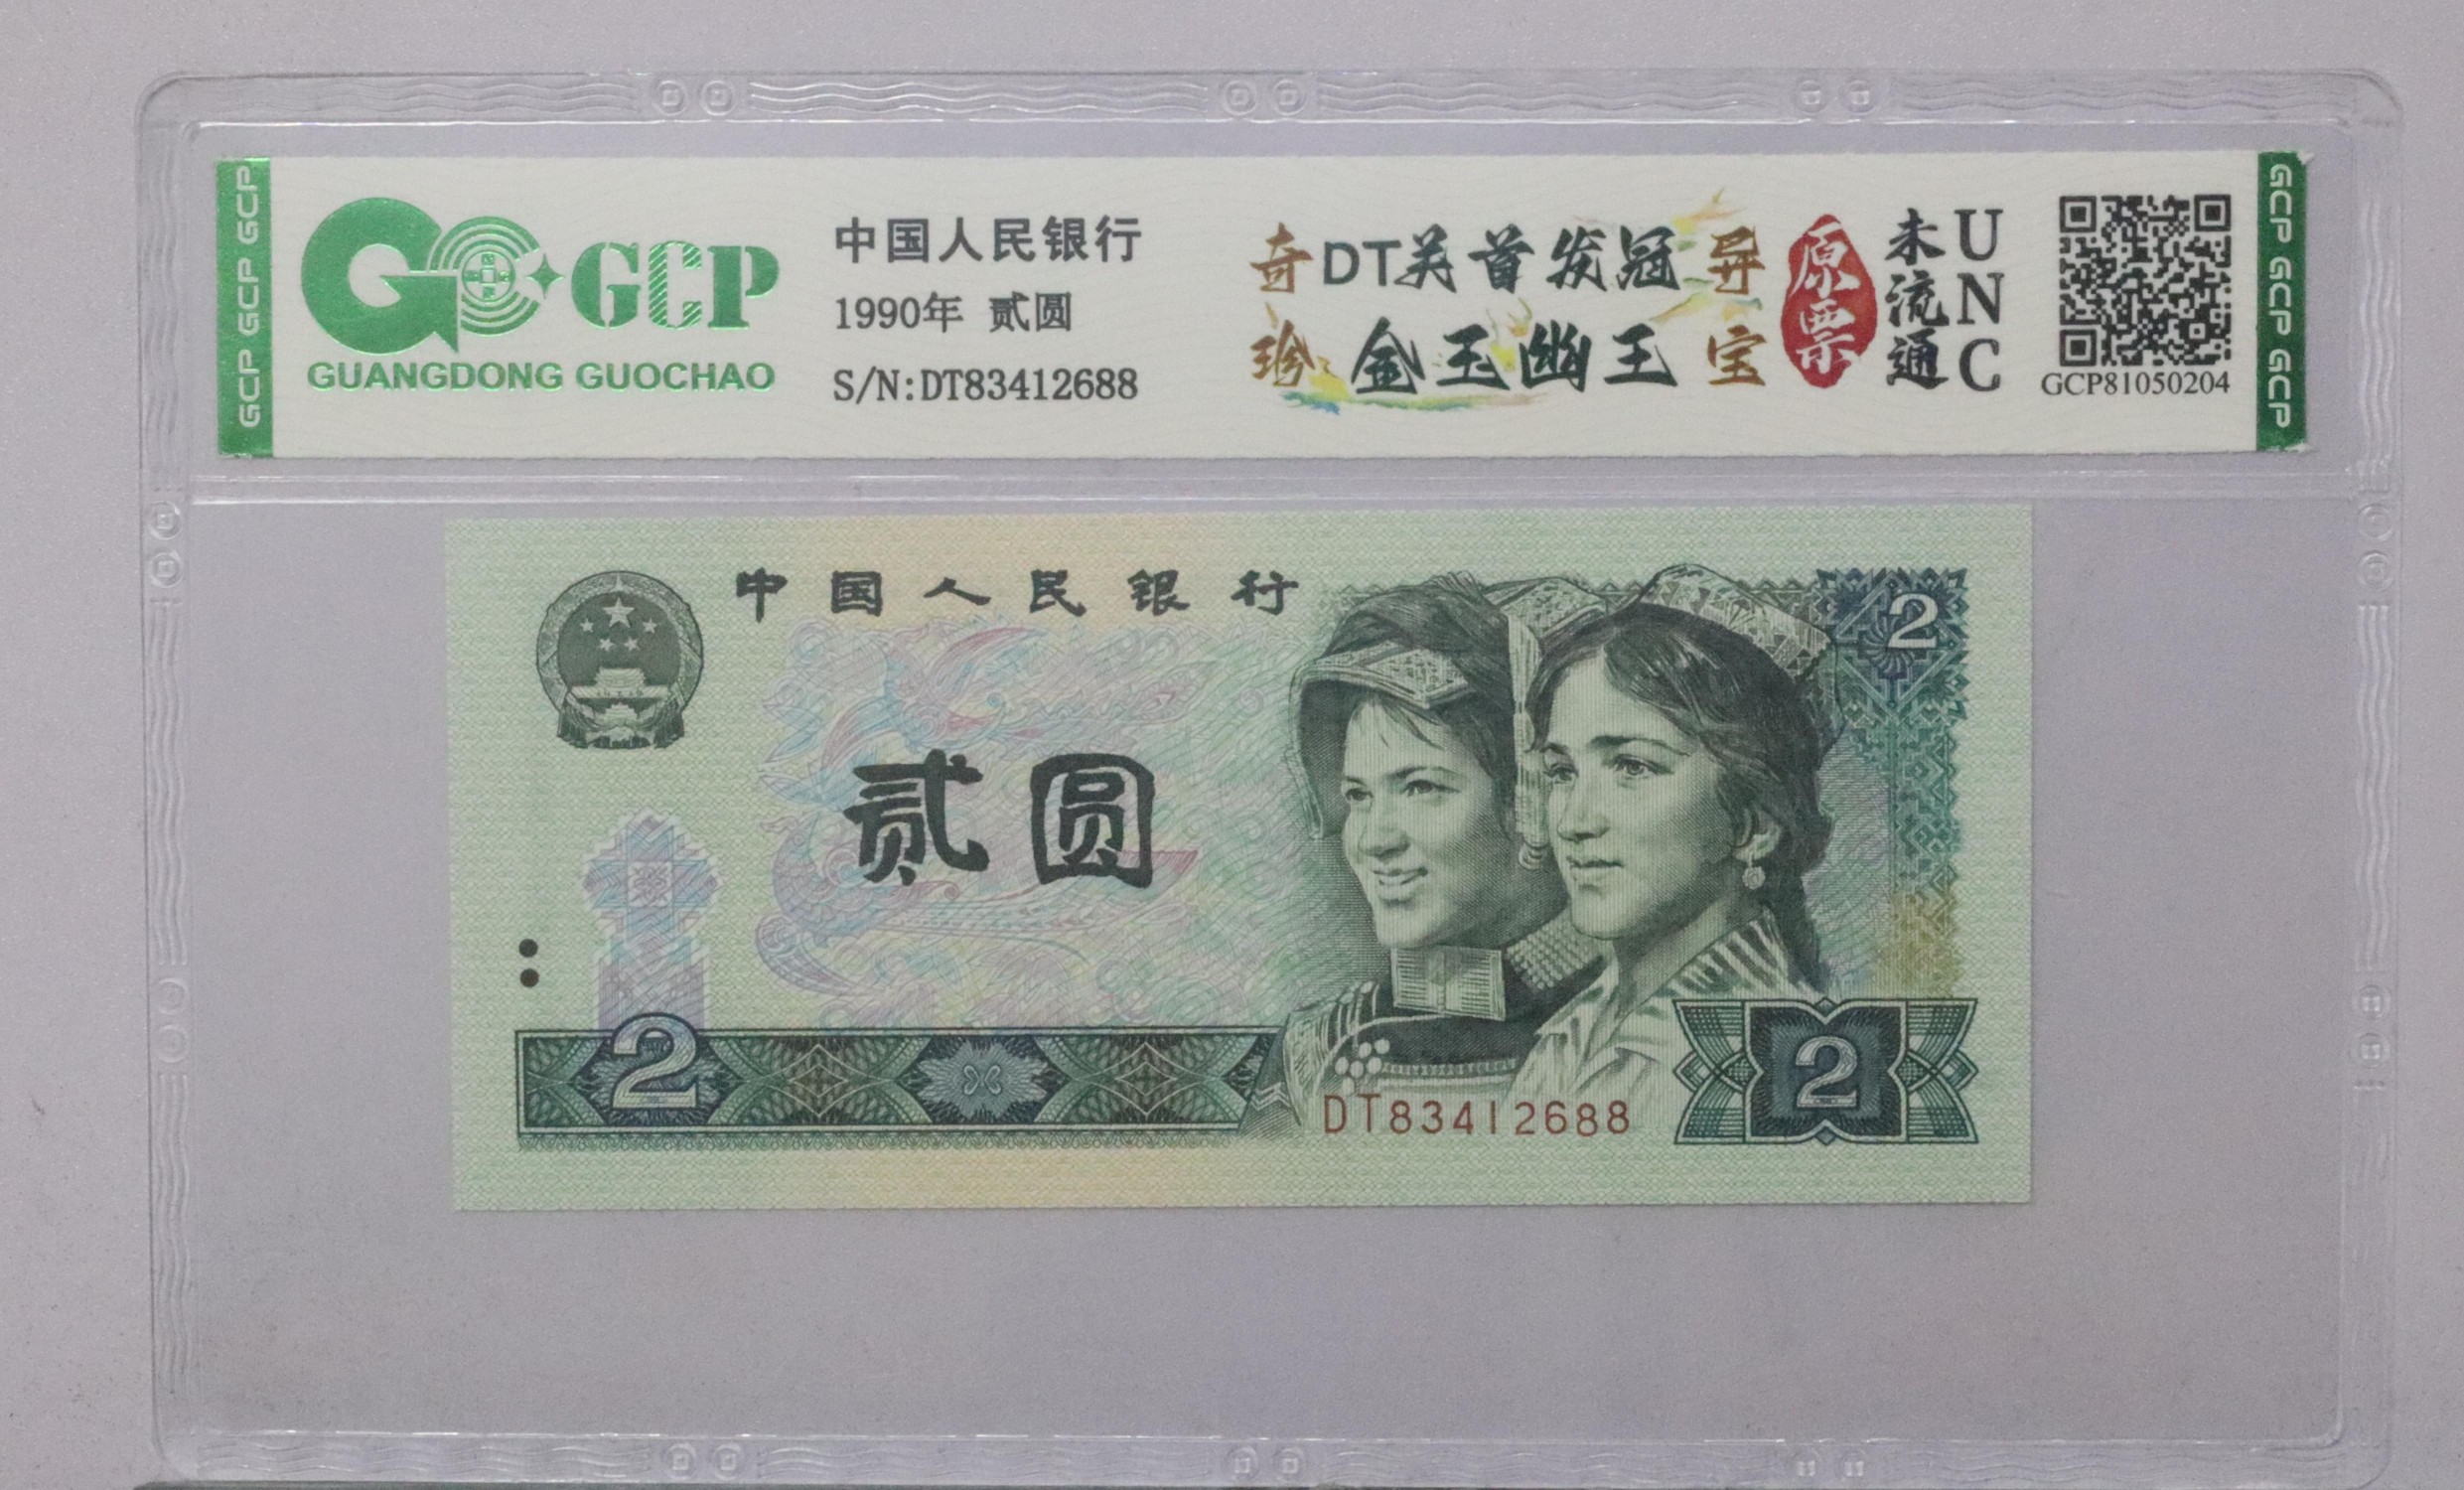 GCP GCP GCP
GCP
GUANGDONG GUOCHAO
中国人民银行
1990年 贰圆
S/N:DT83412688
奇 DT关首发冠 异
珍 金玉幽王 宝
原票
未流通
UNC
GCP81050204
GCP GCP GCP
中国人民银行
2
贰圆
2
2
DT83412688